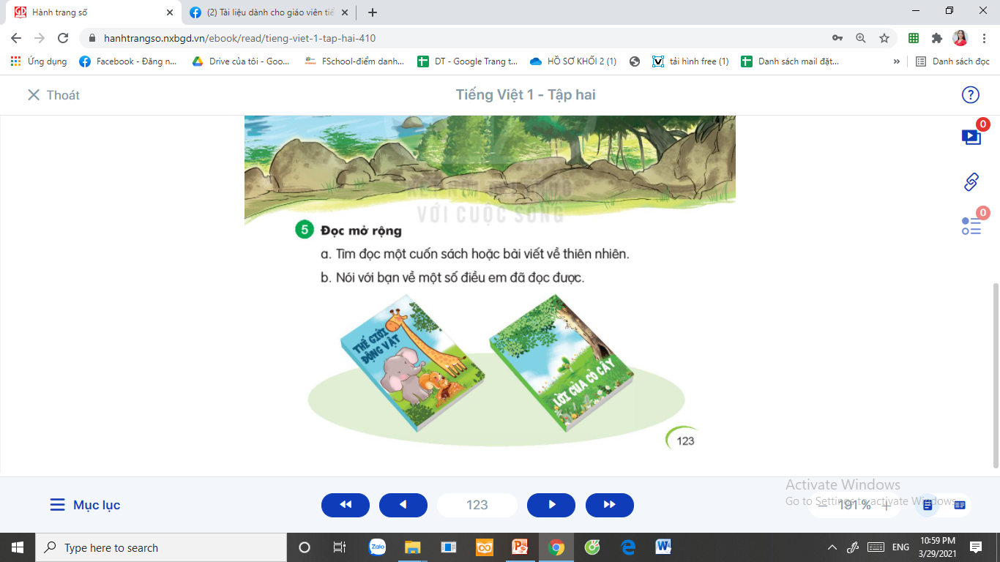 Hành trang số
(2) Tài liệu dành cho giáo viên tiể
hanhtrangso.nxbgd.vn/ebook/read/tieng-viet-1-tap-hai-410
Ứng dụng
Facebook - Đăng n...
Drive của tôi - Goo...
FSchool-điểm danh...
DT - Google Trang t...
HỒ SƠ KHỐI 2 (1)
tải hình free (1)
Danh sách mail đặt...
»
Danh sách đọc
Thoát
Tiếng Việt 1 - Tập hai
0
0
VỚI CUỘC SỐNG
5 Đọc mở rộng
a. Tìm đọc một cuốn sách hoặc bài viết về thiên nhiên.
b. Nói với bạn về một số điều em đã đọc được.
THẾ GIỚI
ĐỘNG VẬT
LỜI CỦA CỎ CÂY
123
Activate Windows
Go to Settings to activate Windows.
Mục lục
123
191 %
Type here to search
Zalo
ENG
10:59 PM
3/29/2021